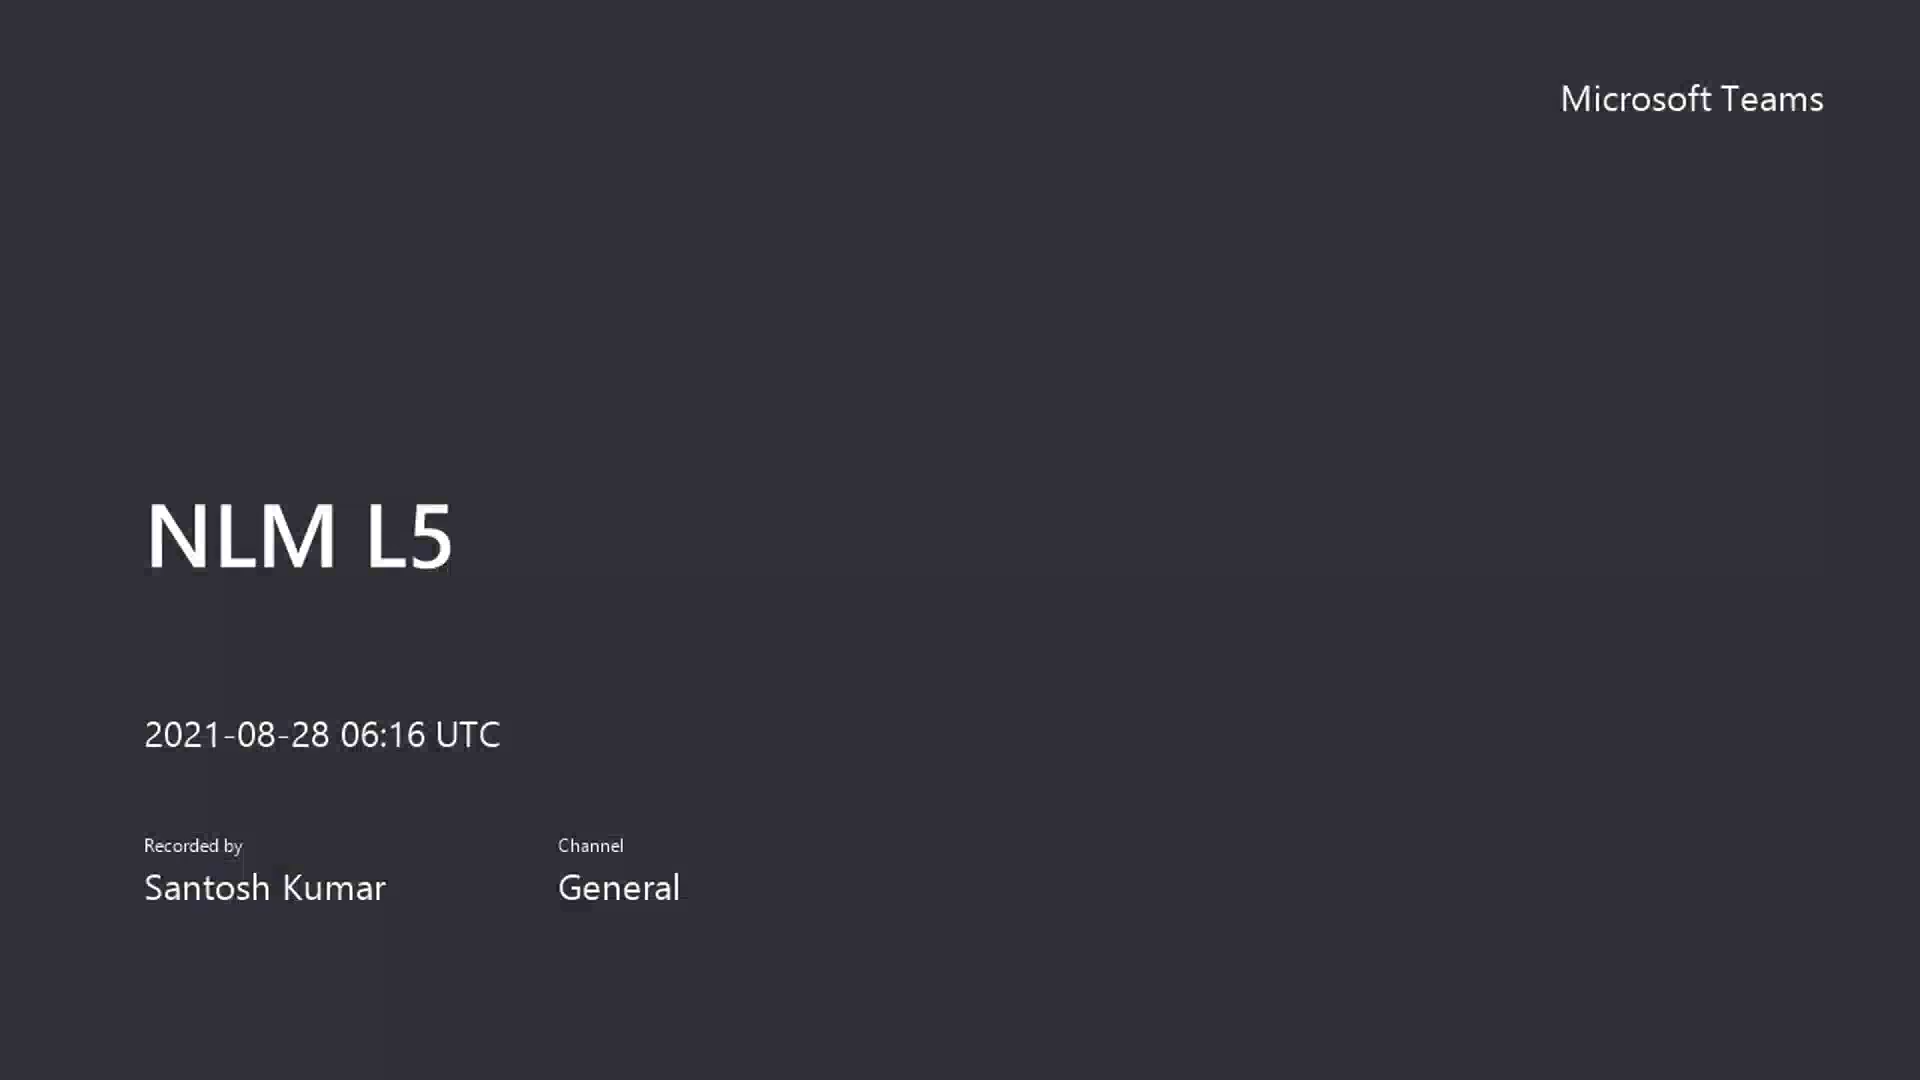 Microsoft Teams
NLM L5
2021-08-28 06:16 UTC
Recorded by
Santosh Kumar
Channel
General